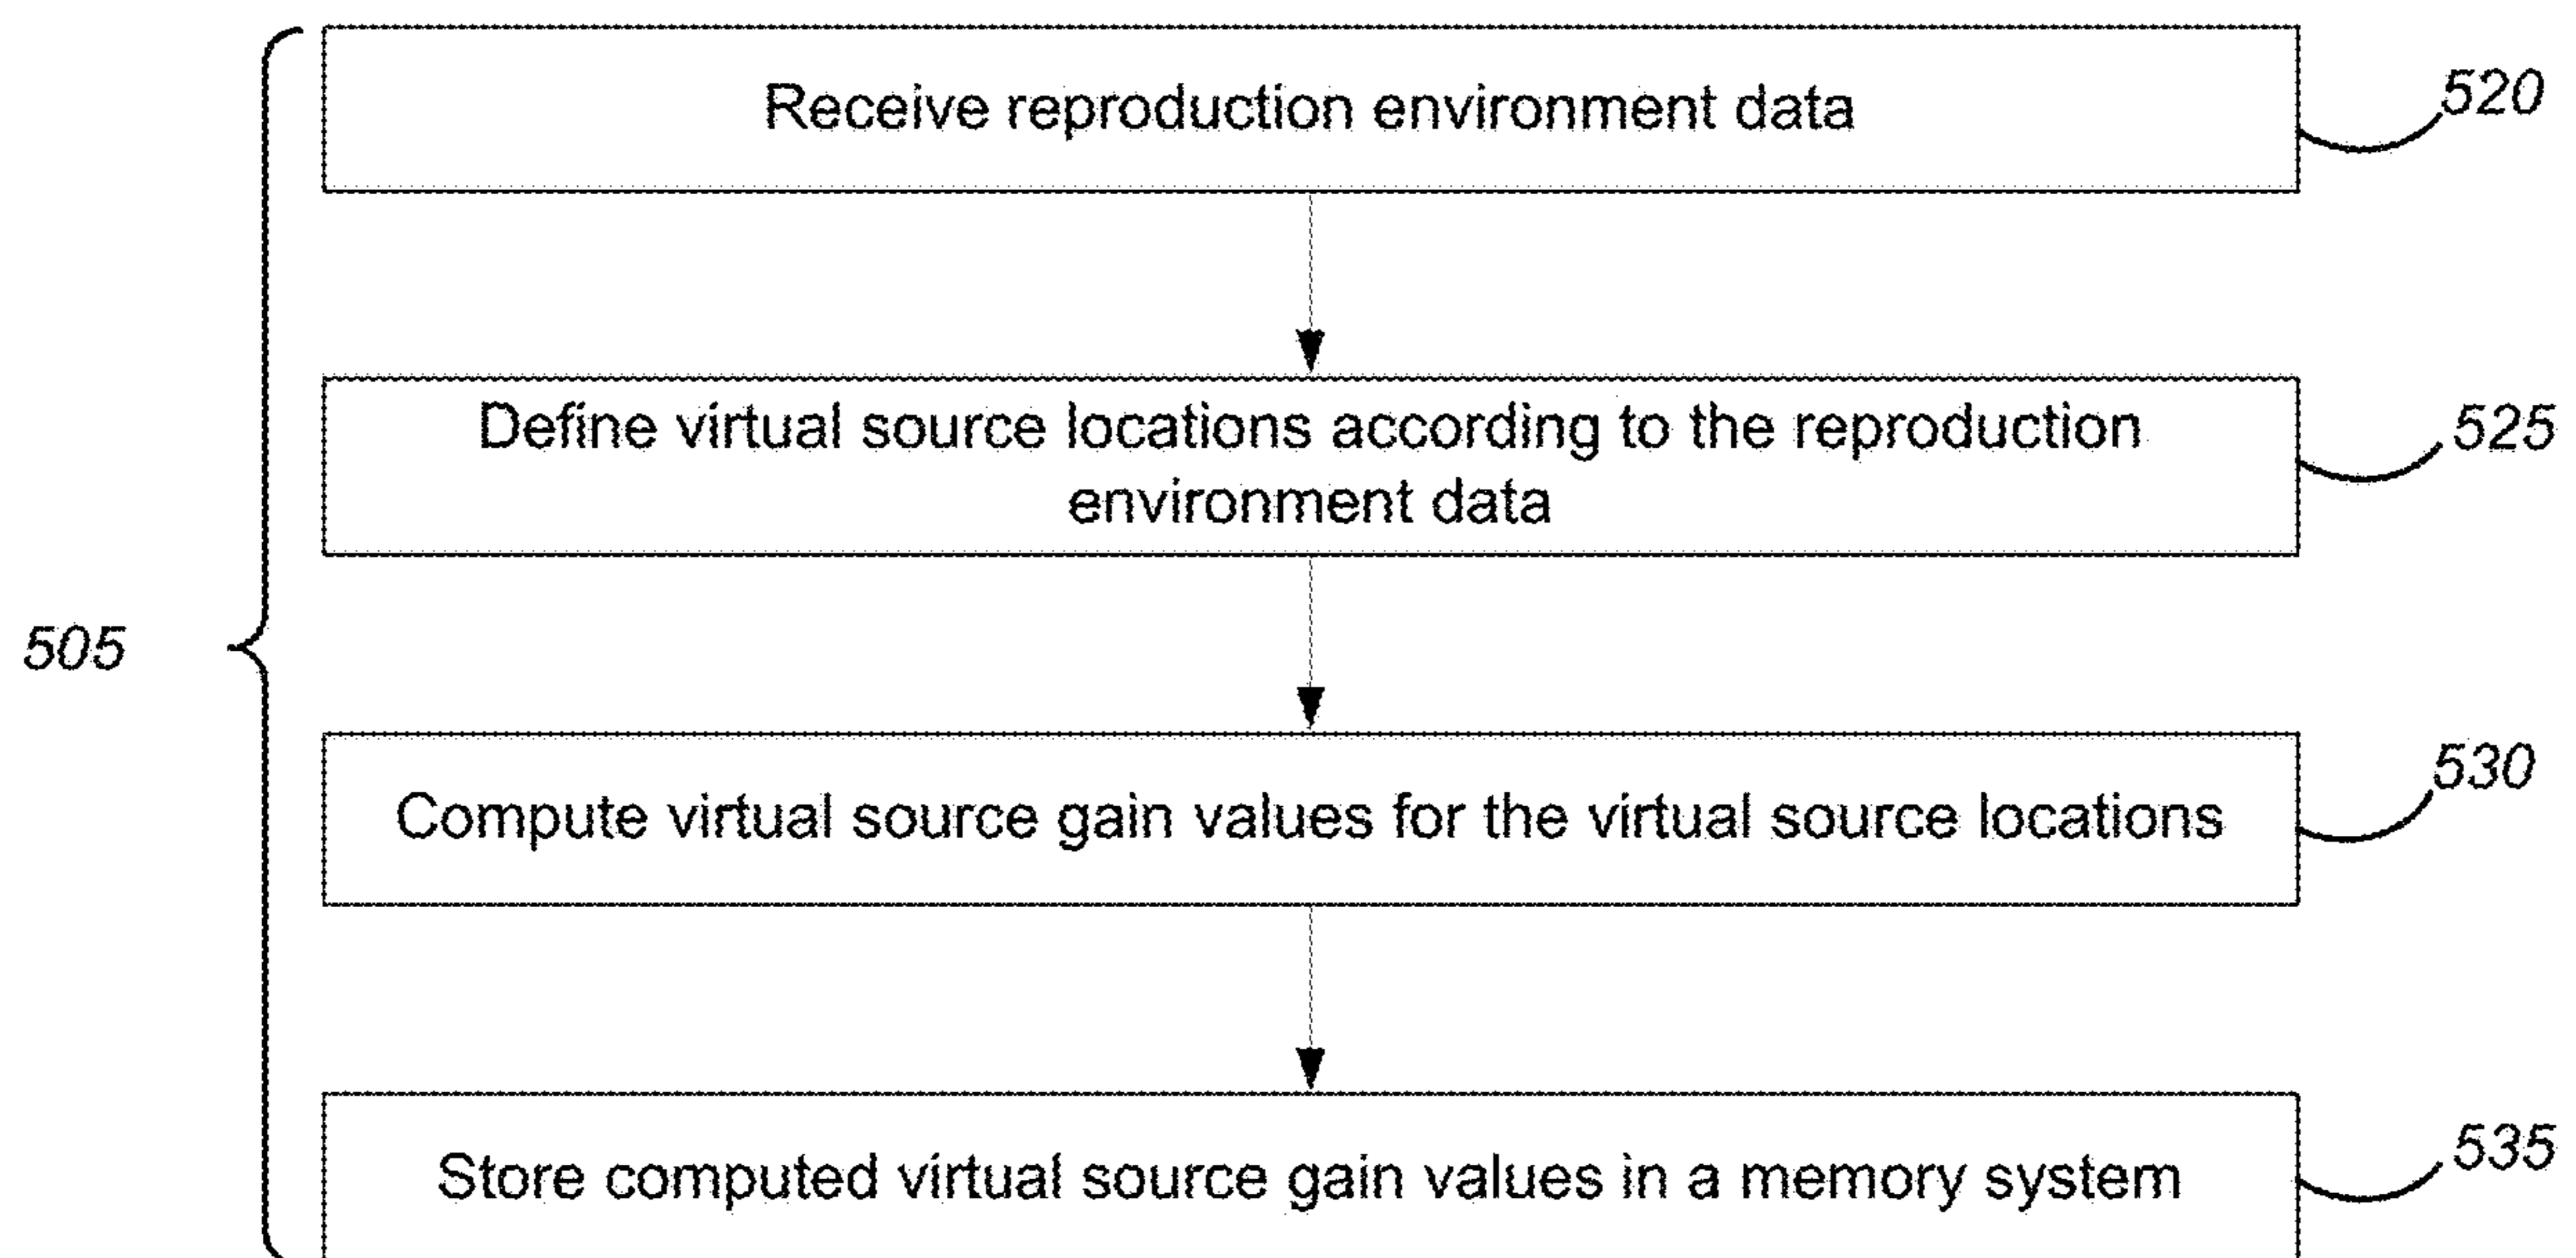 Receive reproduction environment data
520
Define virtual source locations according to the reproduction
environment data
525
505
Compute virtual source gain values for the virtual source locations
530
Store computed virtual source gain values in a memory system
535